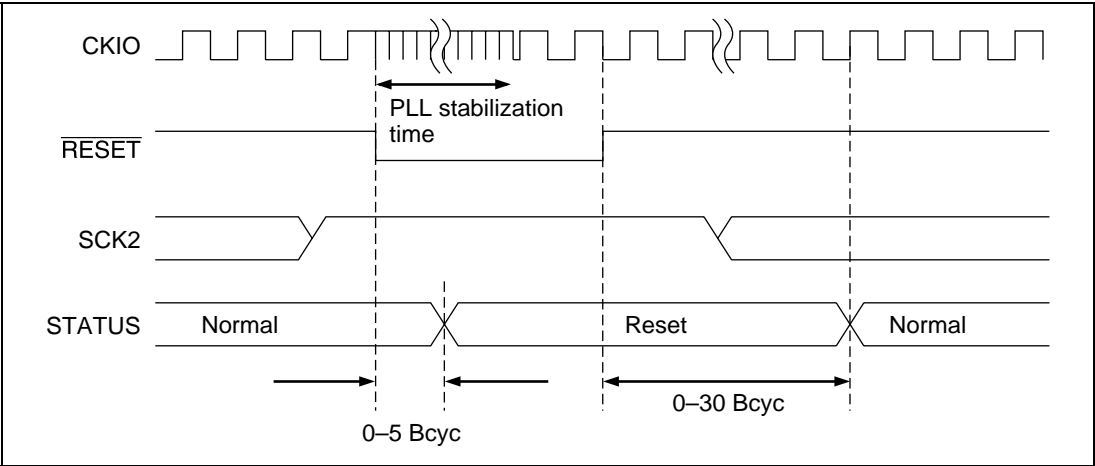 CKIO
PLL stabilization
time
RESET
SCK2
STATUS
Normal
Reset
Normal
0–5 Bcyc
0–30 Bcyc